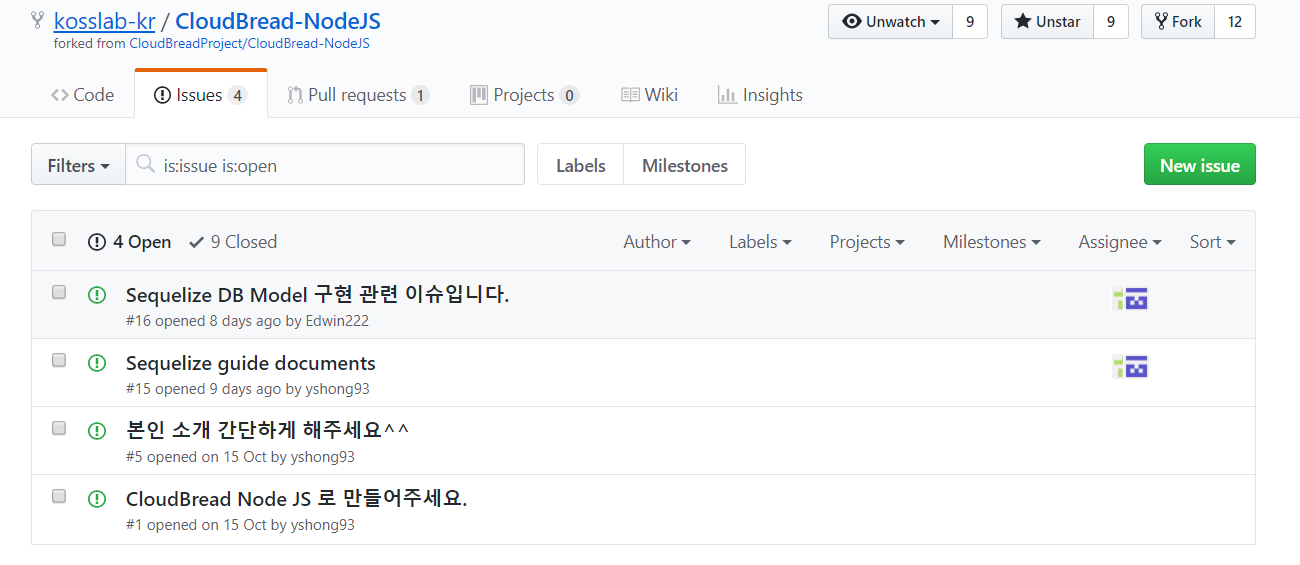 kosslab-kr / CloudBread-NodeJS
Unwatch 9
Unstar 9
Fork 12
forked from CloudBreadProject/CloudBread-NodeJS
Code
Issues 4
Pull requests 1
Projects 0
Wiki
Insights
Filters
is:issue is:open
Labels
Milestones
New issue
4 Open
9 Closed
Author
Labels
Projects
Milestones
Assignee
Sort
Sequelize DB Model 구현 관련 이슈입니다.
#16 opened 8 days ago by Edwin222
Sequelize guide documents
#15 opened 9 days ago by yshong93
본인 소개 간단하게 해주세요^^
#5 opened on 15 Oct by yshong93
CloudBread Node JS 로 만들어주세요.
#1 opened on 15 Oct by yshong93